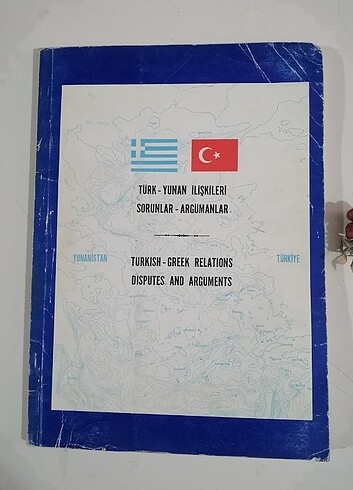 TÜRK - YUNAN İLİŞKİLERİ
SORUNLAR - ARGÜMANLAR
YUNANİSTAN
TÜRKİYE
TURKISH - GREEK RELATIONS
DISPUTES AND ARGUMENTS